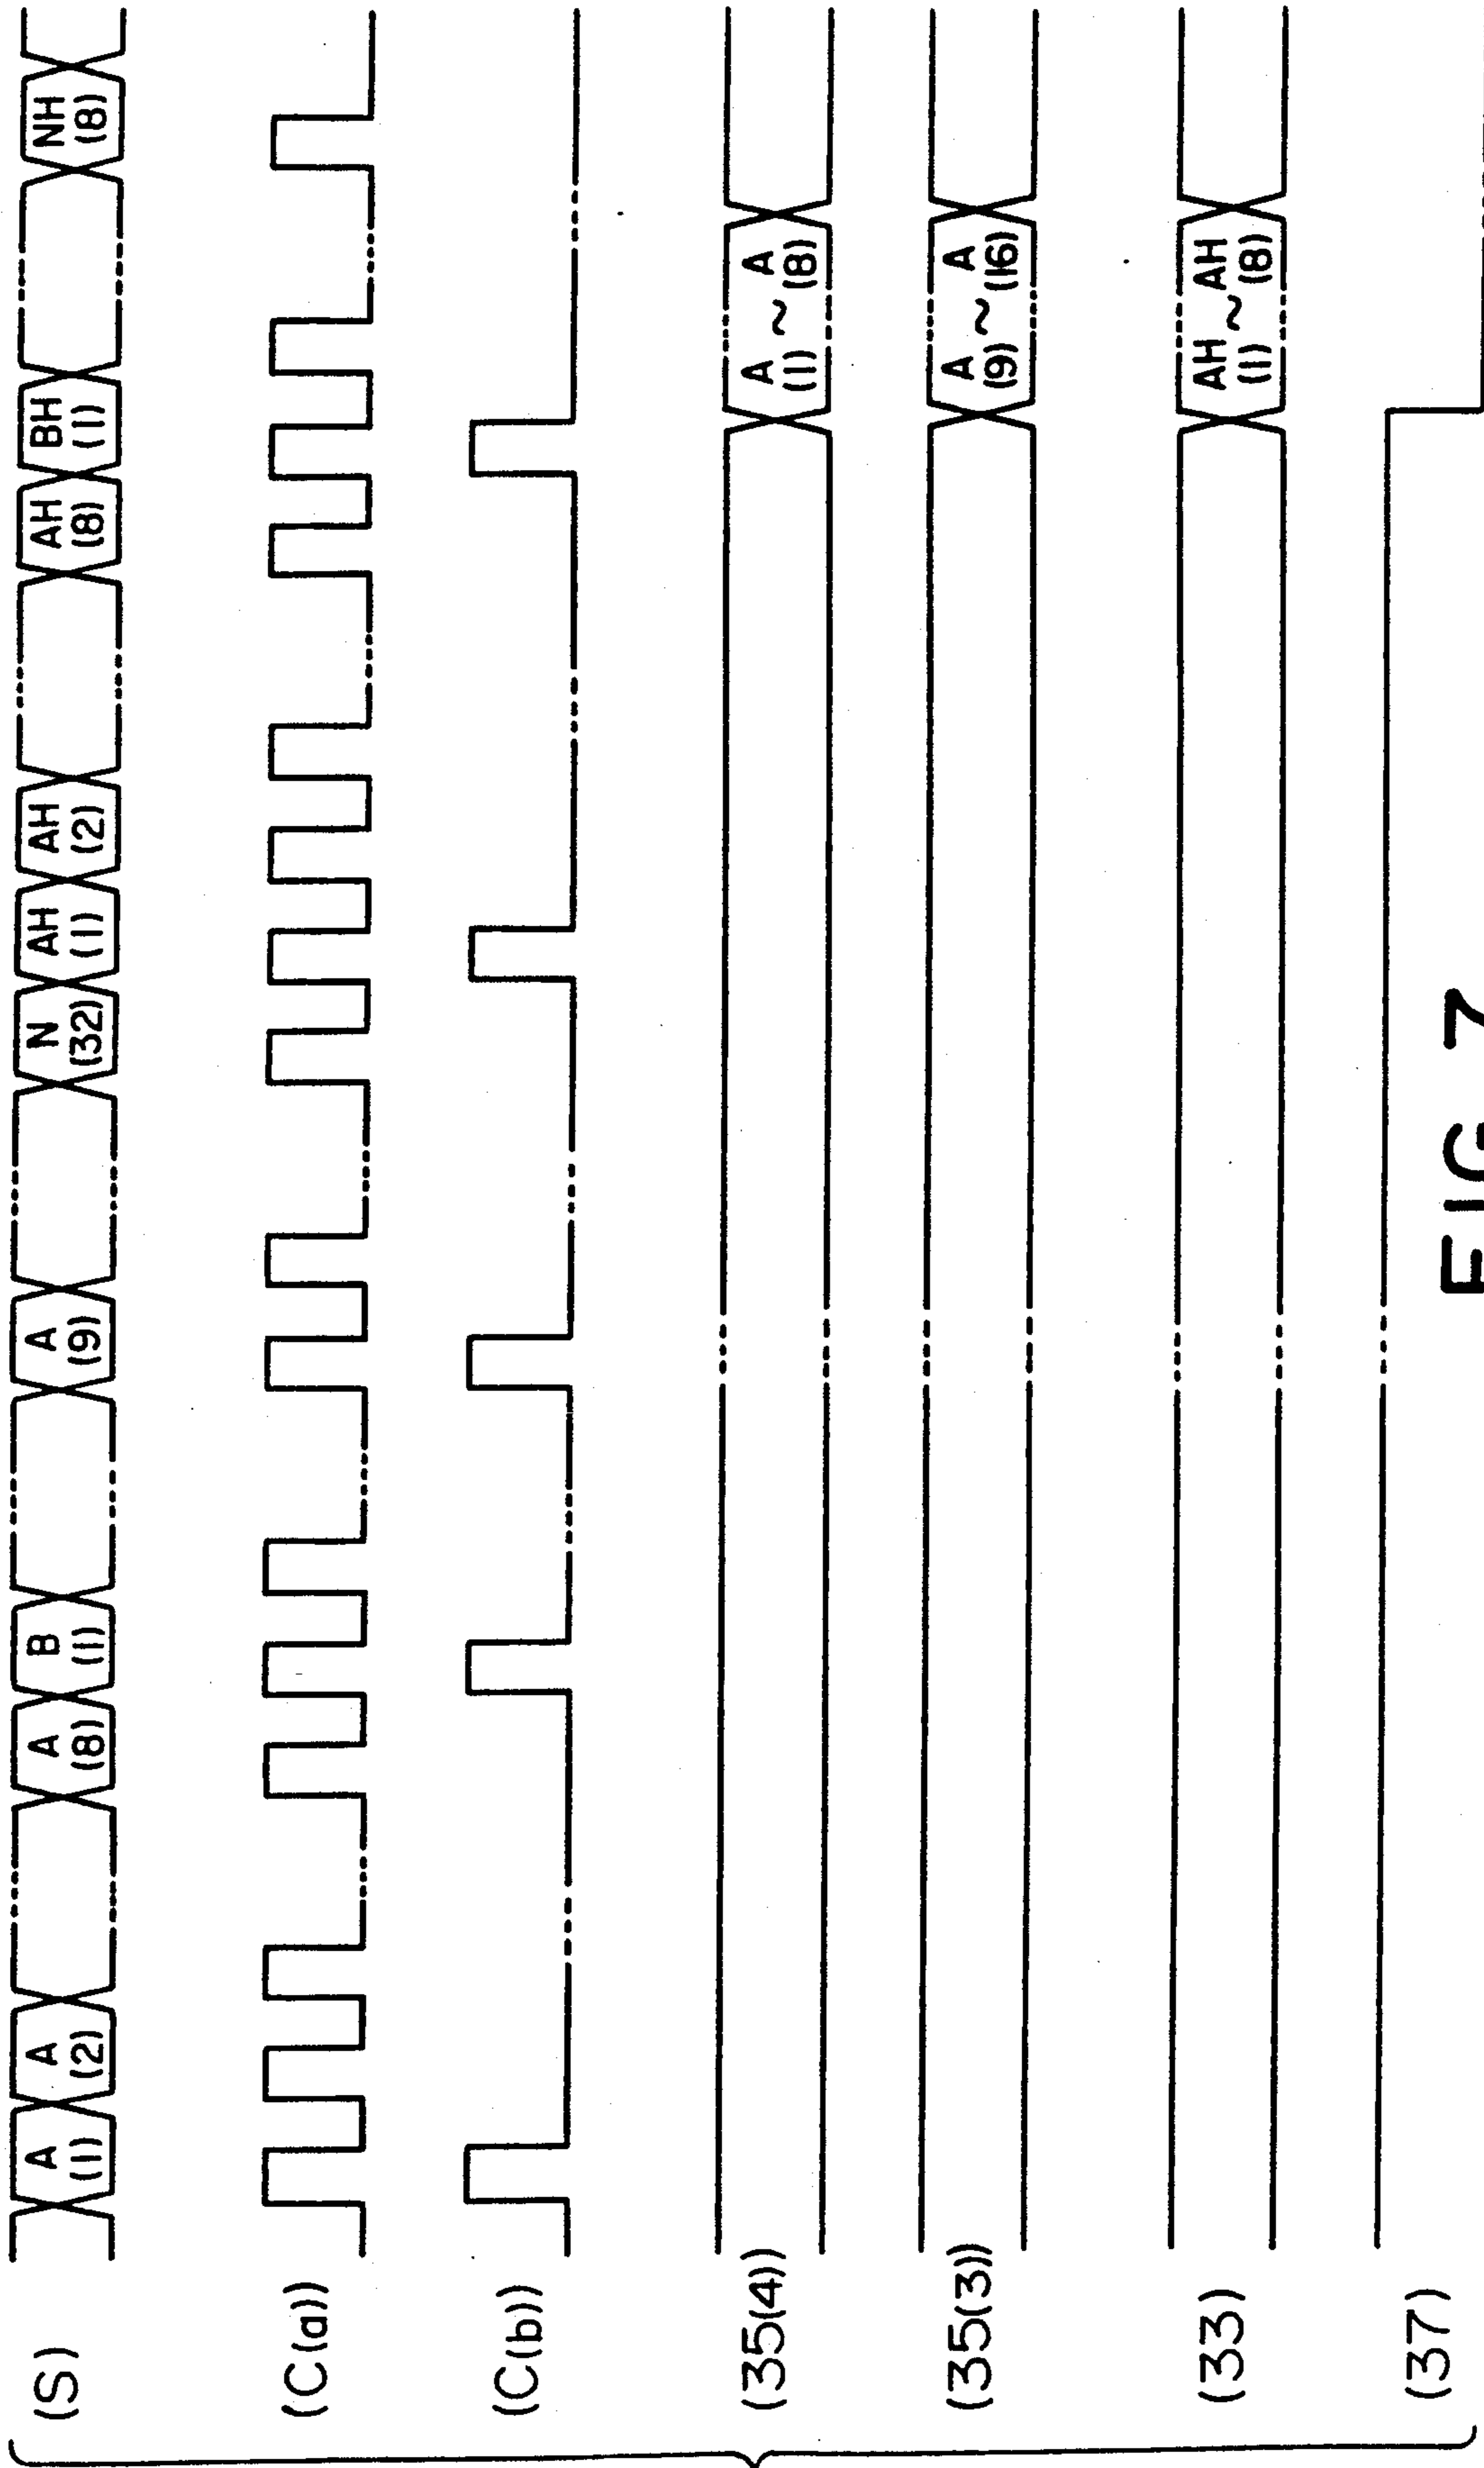 (S) A (1) A (2) A (8) B (1) A (9) N (32) AH (1) AH (2) AH (8) BH (1) NH (8)
(C(a))
(C(b))
(35(4)) A (1) ~ A (8)
(35(3)) A (9) ~ A (16)
(33) AH (1) ~ AH (8)
(37)
FIG 7